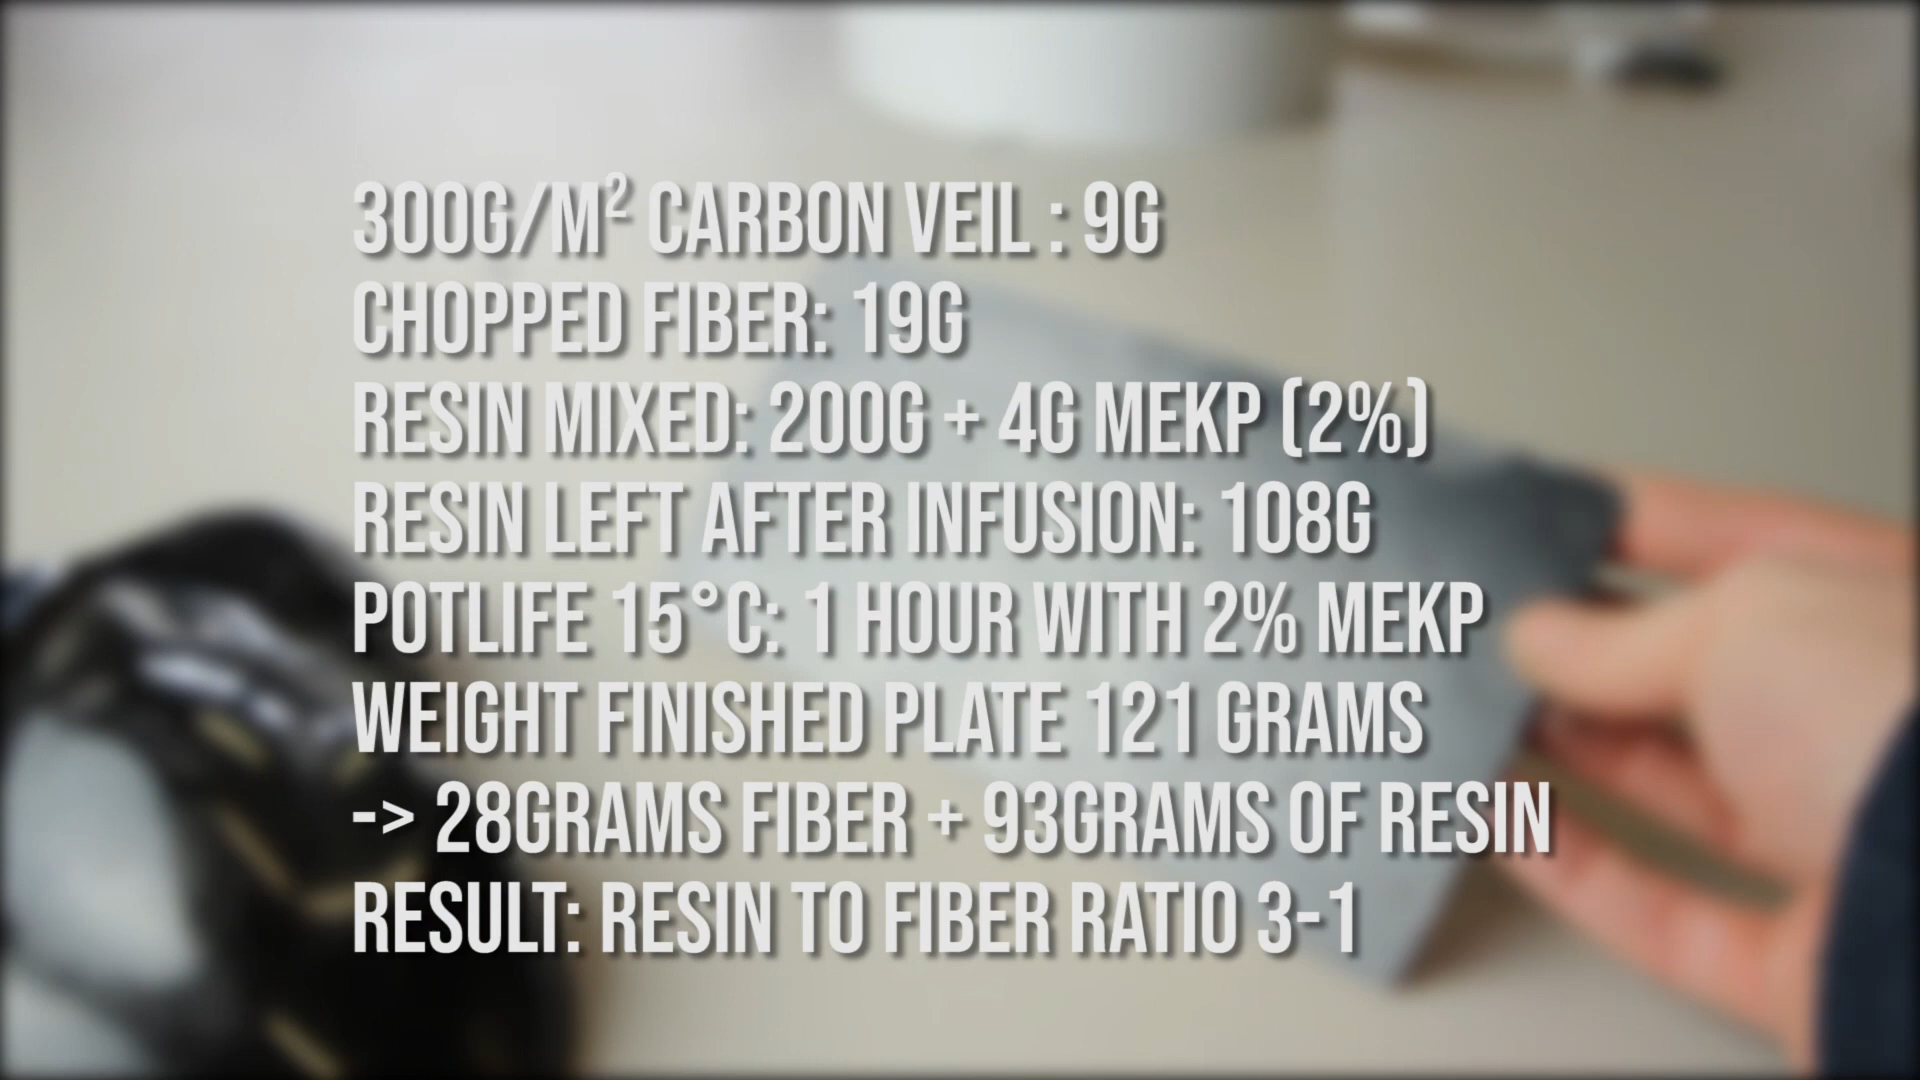 300G/M² CARBON VEIL : 9G
CHOPPED FIBER: 19G
RESIN MIXED: 200G + 4G MEKP (2%)
RESIN LEFT AFTER INFUSION: 108G
POTLIFE 15°C: 1 HOUR WITH 2% MEKP
WEIGHT FINISHED PLATE 121 GRAMS
-> 28GRAMS FIBER + 93GRAMS OF RESIN
RESULT: RESIN TO FIBER RATIO 3-1